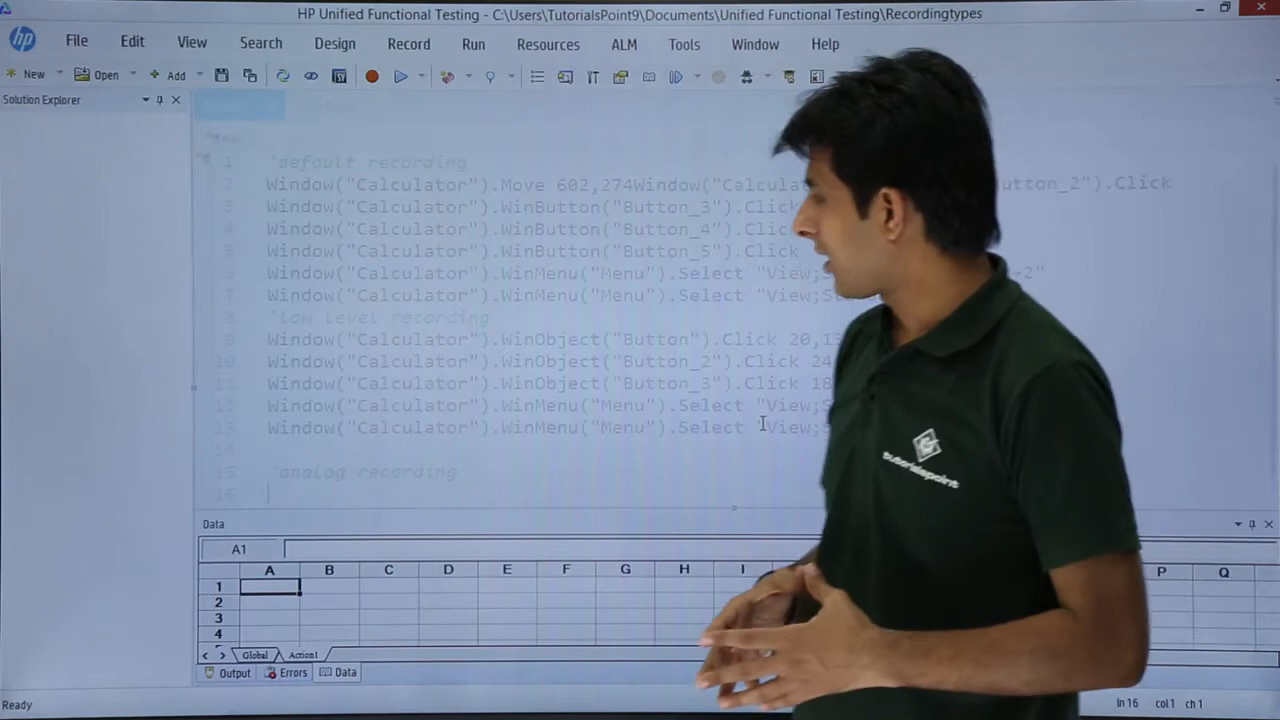 HP Unified Functional Testing - C:\Users\TutorialsPoint9\Documents\Unified Functional Testing\Recordingtypes
hp File Edit View Search Design Record Run Resources ALM Tools Window Help
New Open Add
Solution Explorer
1 'default recording
2 Window("Calculator").Move 602,274Window("Calcula utton_2").Click
3 Window("Calculator").WinButton("Button_3").Click
4 Window("Calculator").WinButton("Button_4").Clic
5 Window("Calculator").WinButton("Button_5").Click
6 Window("Calculator").WinMenu("Menu").Select "View;S -2"
7 Window("Calculator").WinMenu("Menu").Select "View;S
8 'Low level recording
9 Window("Calculator").WinObject("Button").Click 20,13
10 Window("Calculator").WinObject("Button_2").Click 24
11 Window("Calculator").WinObject("Button_3").Click 18
12 Window("Calculator").WinMenu("Menu").Select "View;S
13 Window("Calculator").WinMenu("Menu").Select "View;S
14
15 'analog recording
16
tutorialspoint
Data
A1
A B C D E F G H I P Q
1
2
3
4
Global Action1
Output Errors Data
Ready ln 16 col 1 ch 1